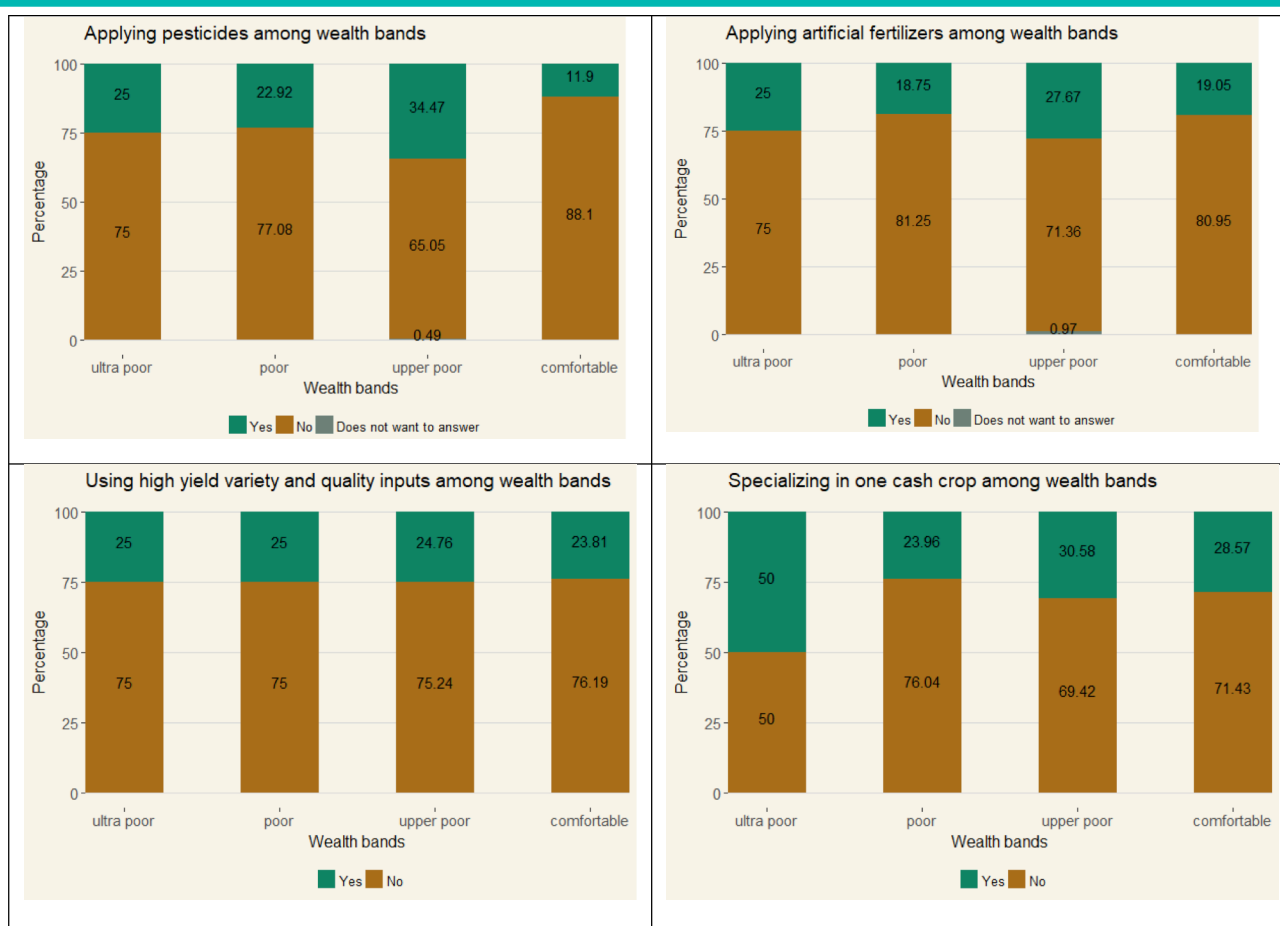 Applying pesticides among wealth bands
100
75
50
25
0
Percentage
25
22.92
34.47
11.9
75
77.08
65.05
88.1
0.49
ultra poor poor upper poor comfortable
Wealth bands
Yes No Does not want to answer
Applying artificial fertilizers among wealth bands
100
75
50
25
0
Percentage
25
18.75
27.67
19.05
75
81.25
71.36
80.95
0.97
ultra poor poor upper poor comfortable
Wealth bands
Yes No Does not want to answer
Using high yield variety and quality inputs among wealth bands
100
75
50
25
0
Percentage
25
25
24.76
23.81
75
75
75.24
76.19
ultra poor poor upper poor comfortable
Wealth bands
Yes No
Specializing in one cash crop among wealth bands
100
75
50
25
0
Percentage
50
23.96
30.58
28.57
50
76.04
69.42
71.43
ultra poor poor upper poor comfortable
Wealth bands
Yes No